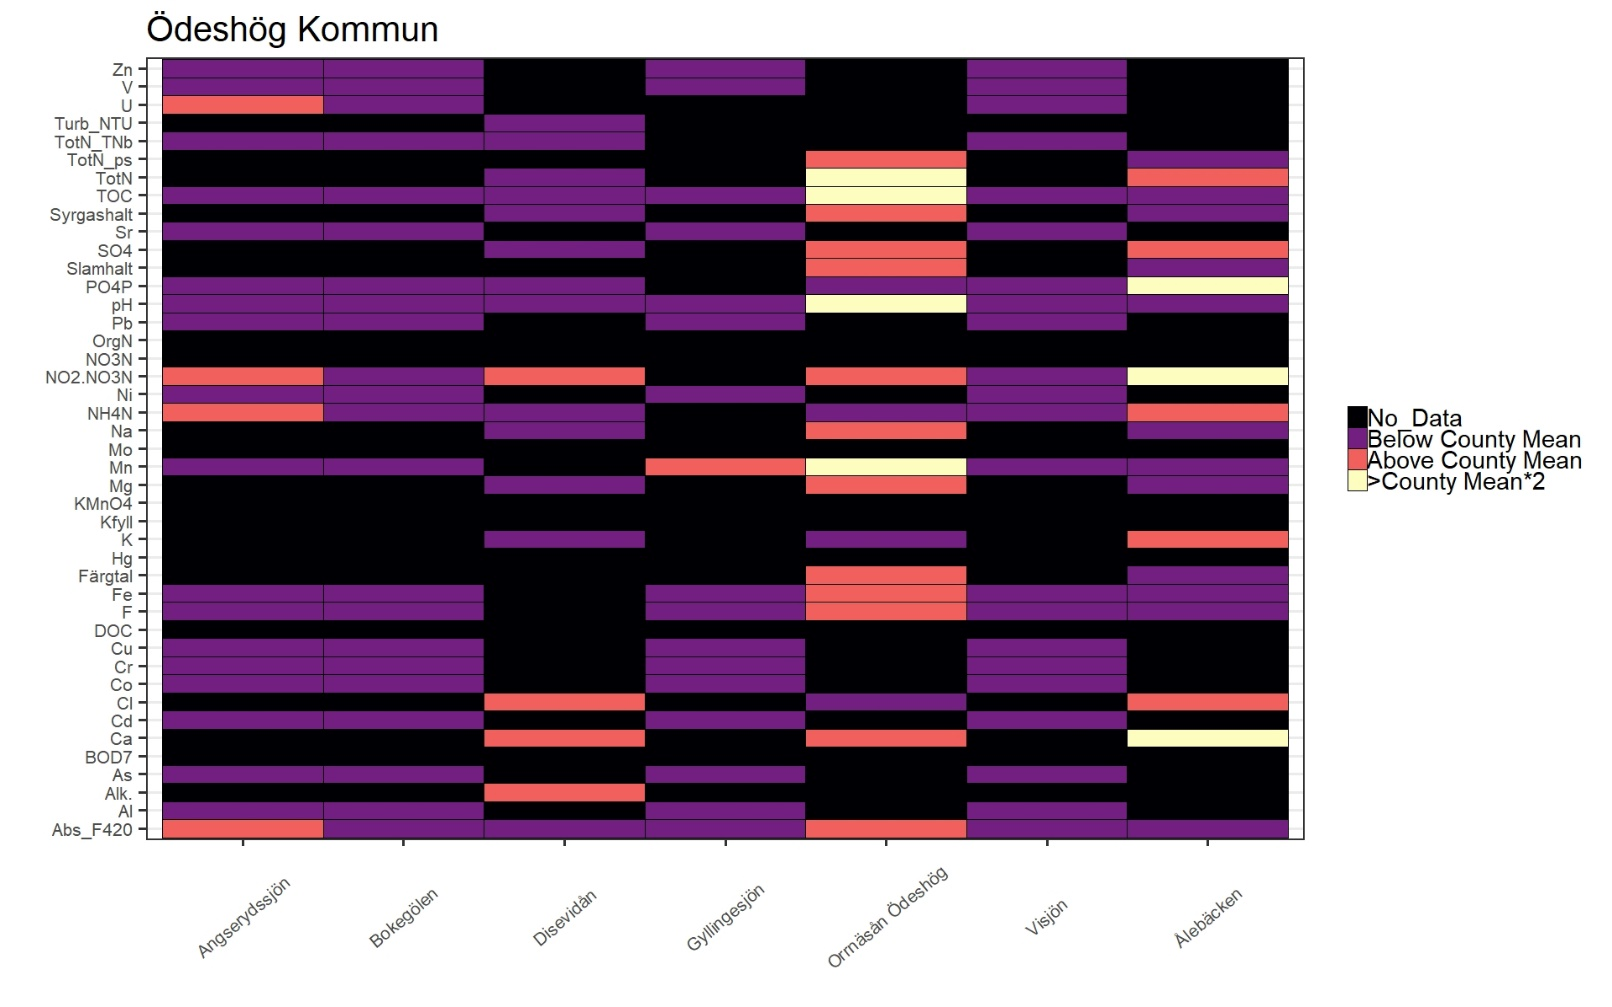 Ödeshög Kommun
Zn
V
U
Turb_NTU
TotN_TNb
TotN_ps
TotN
TOC
Syrgashalt
Sr
SO4
Slamhalt
PO4P
pH
Pb
OrgN
NO3N
NO2.NO3N
Ni
NH4N
Na
Mo
Mn
Mg
KMnO4
Kfyll
K
Hg
Färgtal
Fe
F
DOC
Cu
Cr
Co
Cl
Cd
Ca
BOD7
As
Alk.
Al
Abs_F420
No_Data
Below County Mean
Above County Mean
>County Mean*2
Angserydssjön
Bokegölen
Disevidån
Gyllingesjön
Orrnäsån Ödeshög
Visjön
Ålebäcken